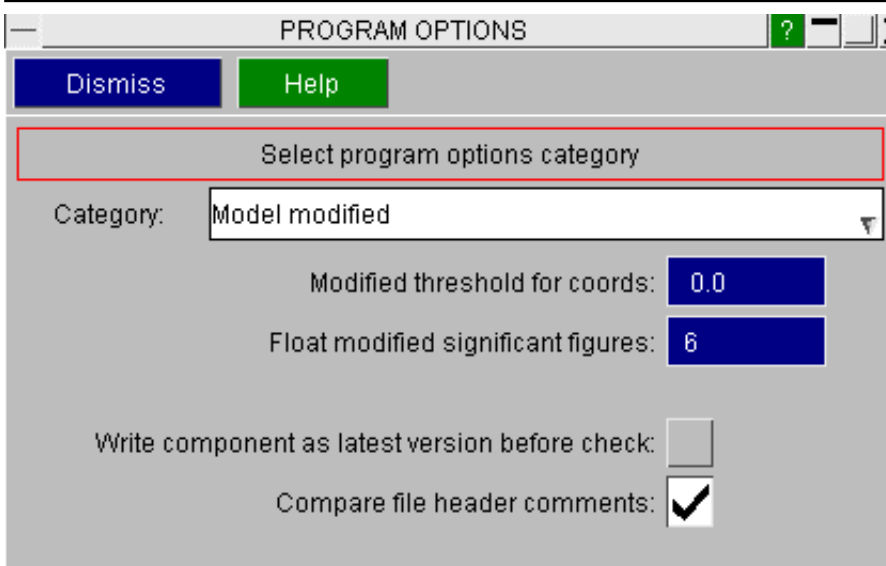 PROGRAM OPTIONS ?
Dismiss Help
Select program options category
Category: Model modified
Modified threshold for coords: 0.0
Float modified significant figures: 6
Write component as latest version before check:
Compare file header comments: